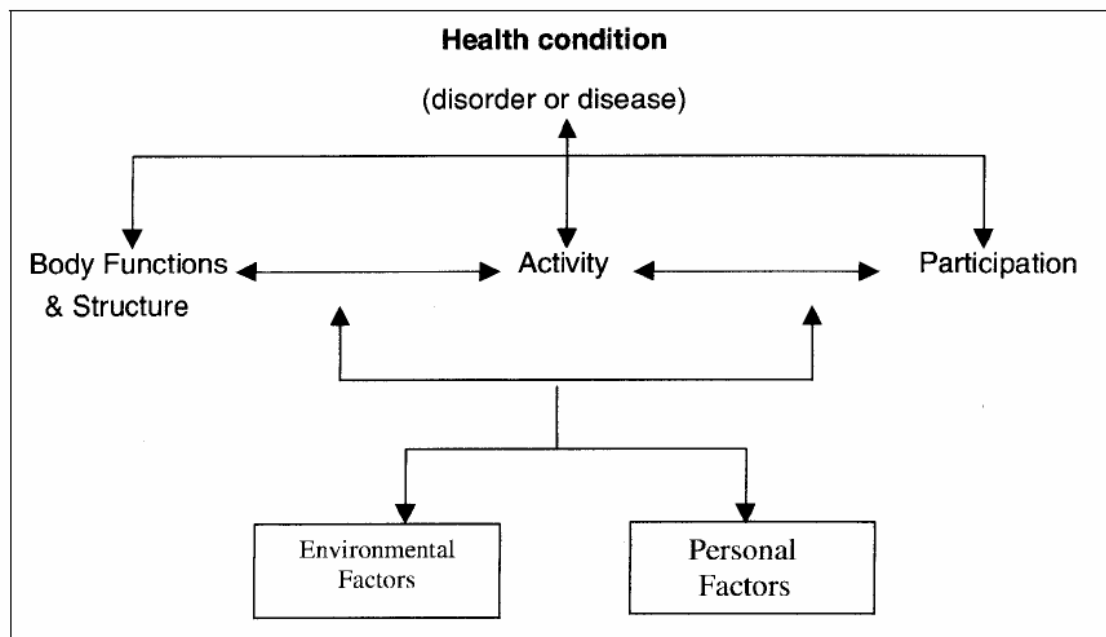 Health condition
(disorder or disease)
Body Functions
& Structure
Activity
Participation
Environmental
Factors
Personal
Factors